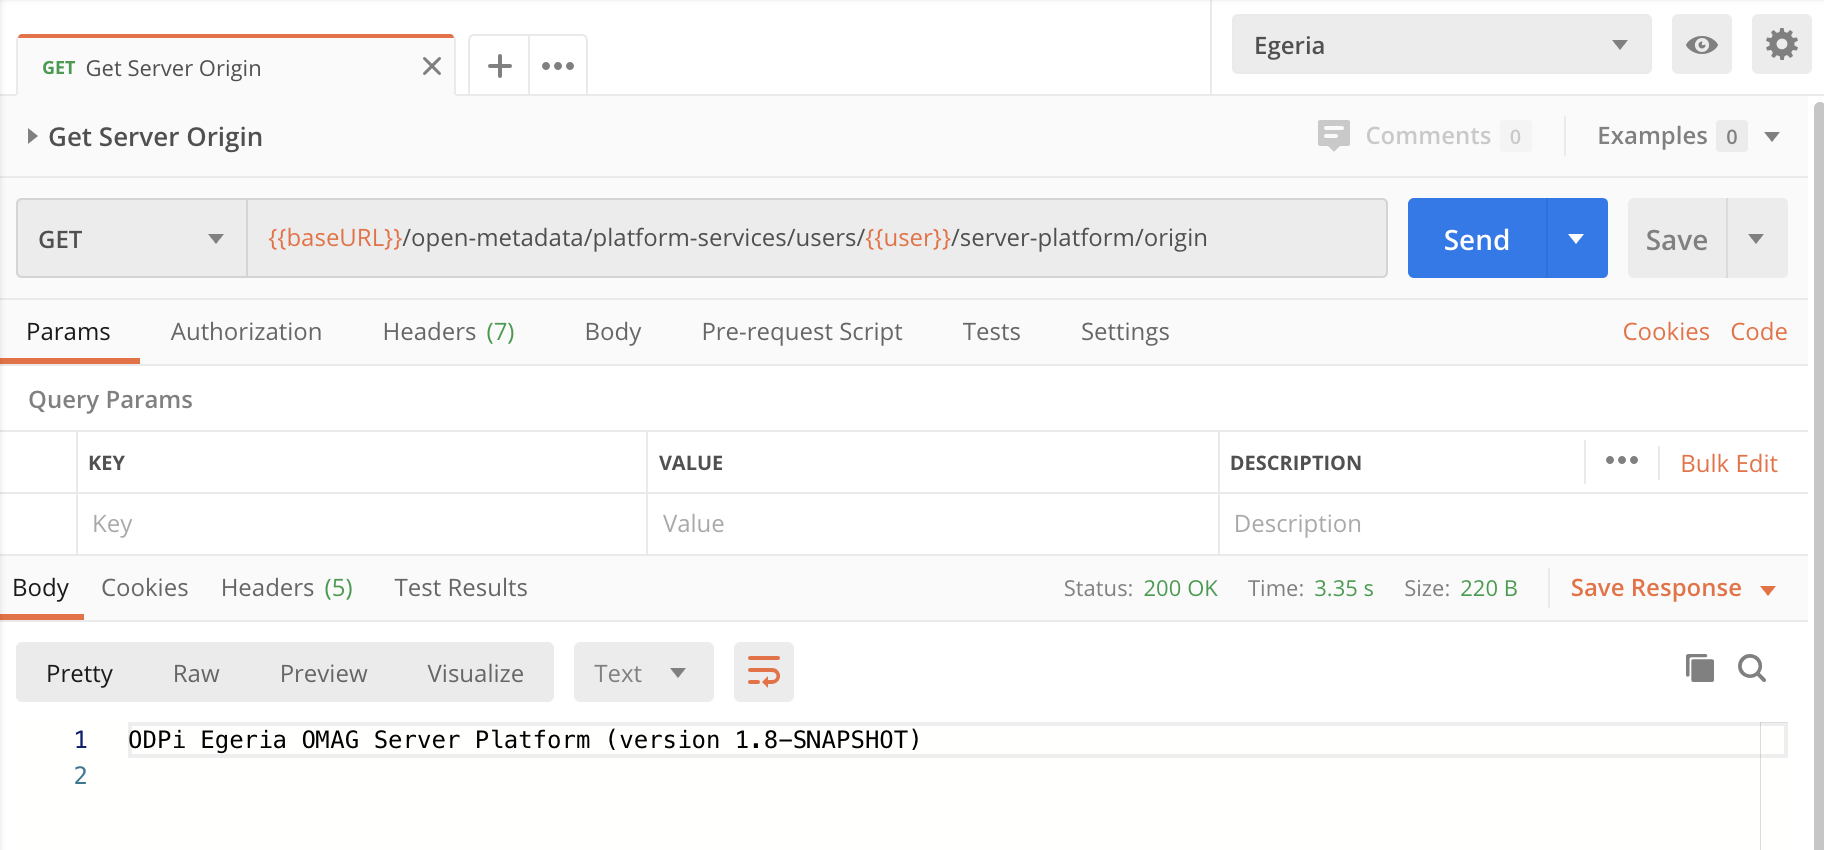 GET Get Server Origin
Egeria
Get Server Origin
Comments 0 Examples 0
GET {{baseURL}}/open-metadata/platform-services/users/{{user}}/server-platform/origin Send Save
Params Authorization Headers (7) Body Pre-request Script Tests Settings Cookies Code
Query Params
KEY VALUE DESCRIPTION ••• Bulk Edit
Key Value Description
Body Cookies Headers (5) Test Results Status: 200 OK Time: 3.35 s Size: 220 B Save Response
Pretty Raw Preview Visualize Text
1 ODPi Egeria OMAG Server Platform (version 1.8-SNAPSHOT)
2